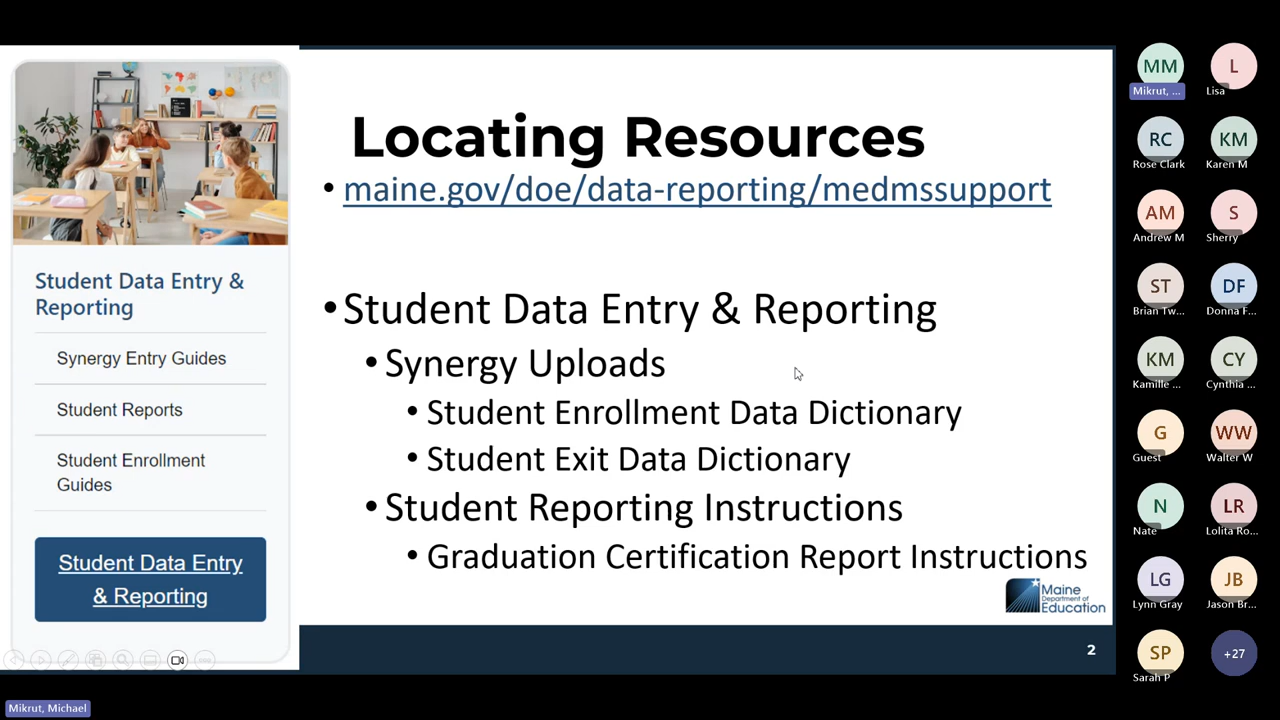 Locating Resources
• maine.gov/doe/data-reporting/medmssupport
• Student Data Entry & Reporting
• Synergy Uploads
• Student Enrollment Data Dictionary
• Student Exit Data Dictionary
• Student Reporting Instructions
• Graduation Certification Report Instructions
Maine
Department of
Education
2
Student Data Entry &
Reporting
Synergy Entry Guides
Student Reports
Student Enrollment
Guides
Student Data Entry
& Reporting
Mikrut, Michael
MM
Mikrut, ...
L
Lisa
RC
Rose Clark
KM
Karen M
AM
Andrew M
S
Sherry
ST
Brian Tw...
DF
Donna F...
KM
Kamille ...
CY
Cynthia ...
G
Guest
WW
Walter W
N
Nate
LR
Lolita Ro...
LG
Lynn Gray
JB
Jason Br...
SP
Sarah P
+27